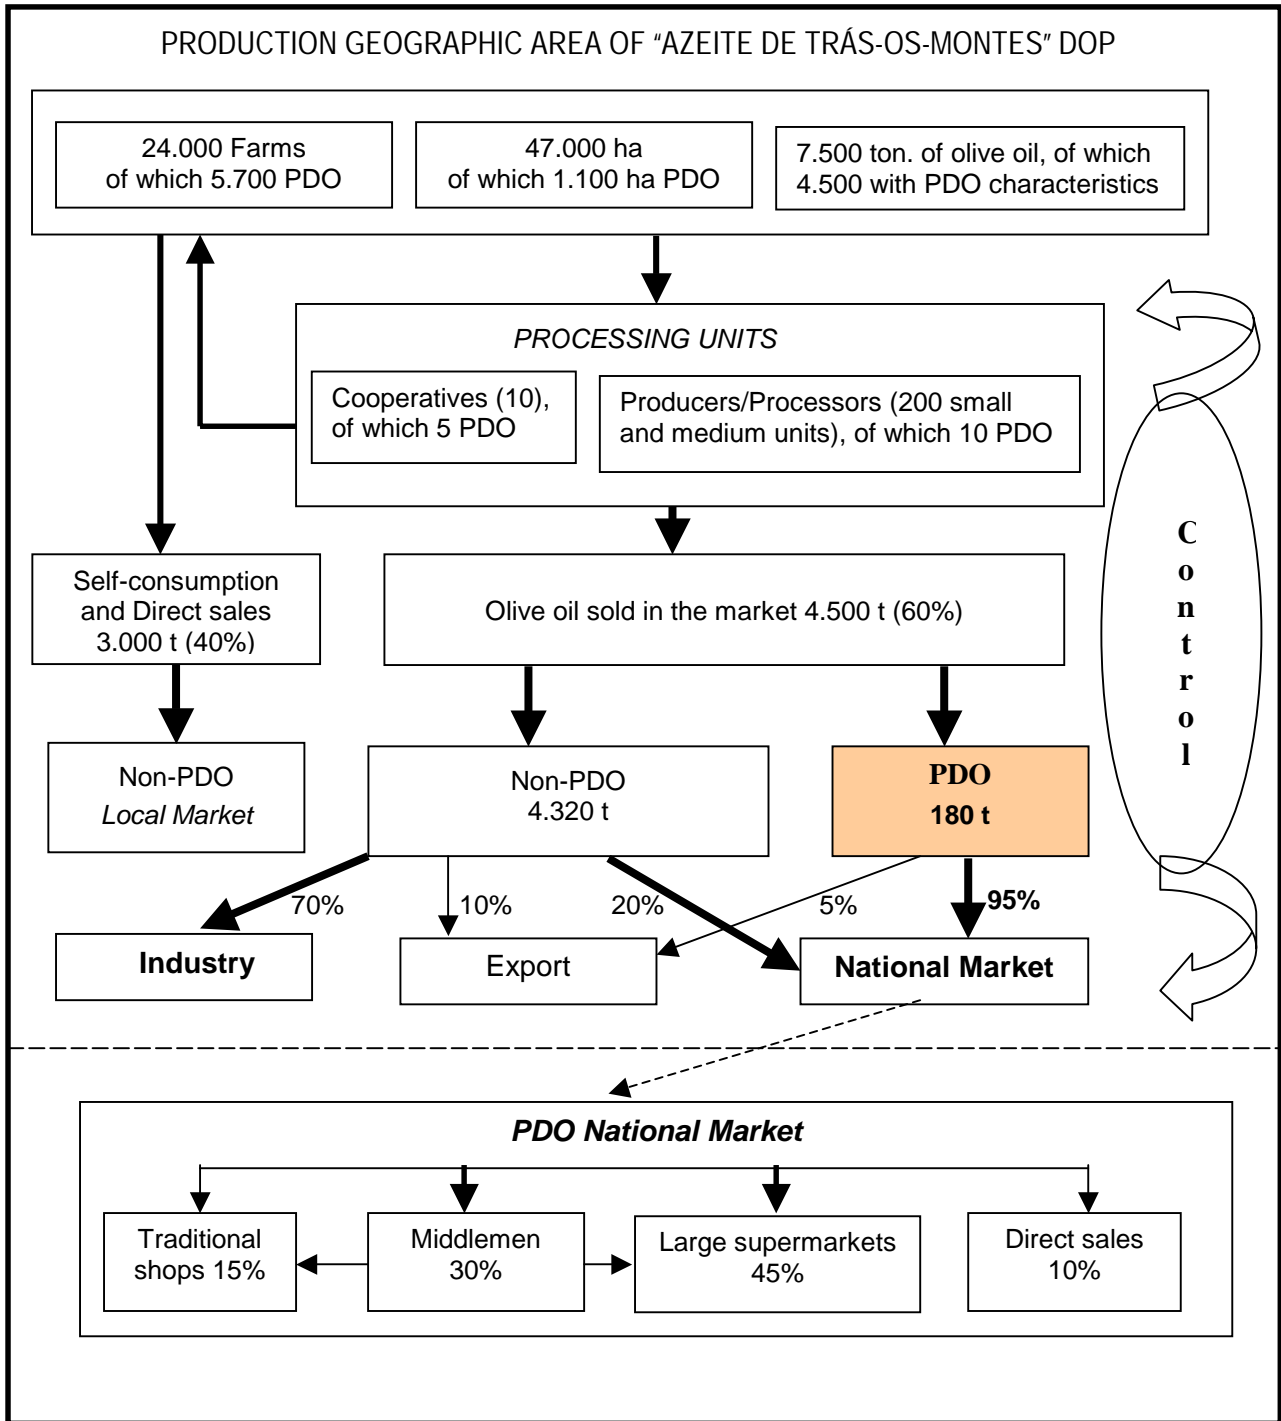 PRODUCTION GEOGRAPHIC AREA OF “AZEITE DE TRÁS-OS-MONTES” DOP
24.000 Farms
of which 5.700 PDO
47.000 ha
of which 1.100 ha PDO
7.500 ton. of olive oil, of which
4.500 with PDO characteristics
PROCESSING UNITS
Cooperatives (10),
of which 5 PDO
Producers/Processors (200 small
and medium units), of which 10 PDO
Control
Self-consumption
and Direct sales
3.000 t (40%)
Olive oil sold in the market 4.500 t (60%)
Non-PDO
Local Market
Non-PDO
4.320 t
PDO
180 t
70%
10%
20%
5%
95%
Industry
Export
National Market
PDO National Market
Traditional
shops 15%
Middlemen
30%
Large supermarkets
45%
Direct sales
10%